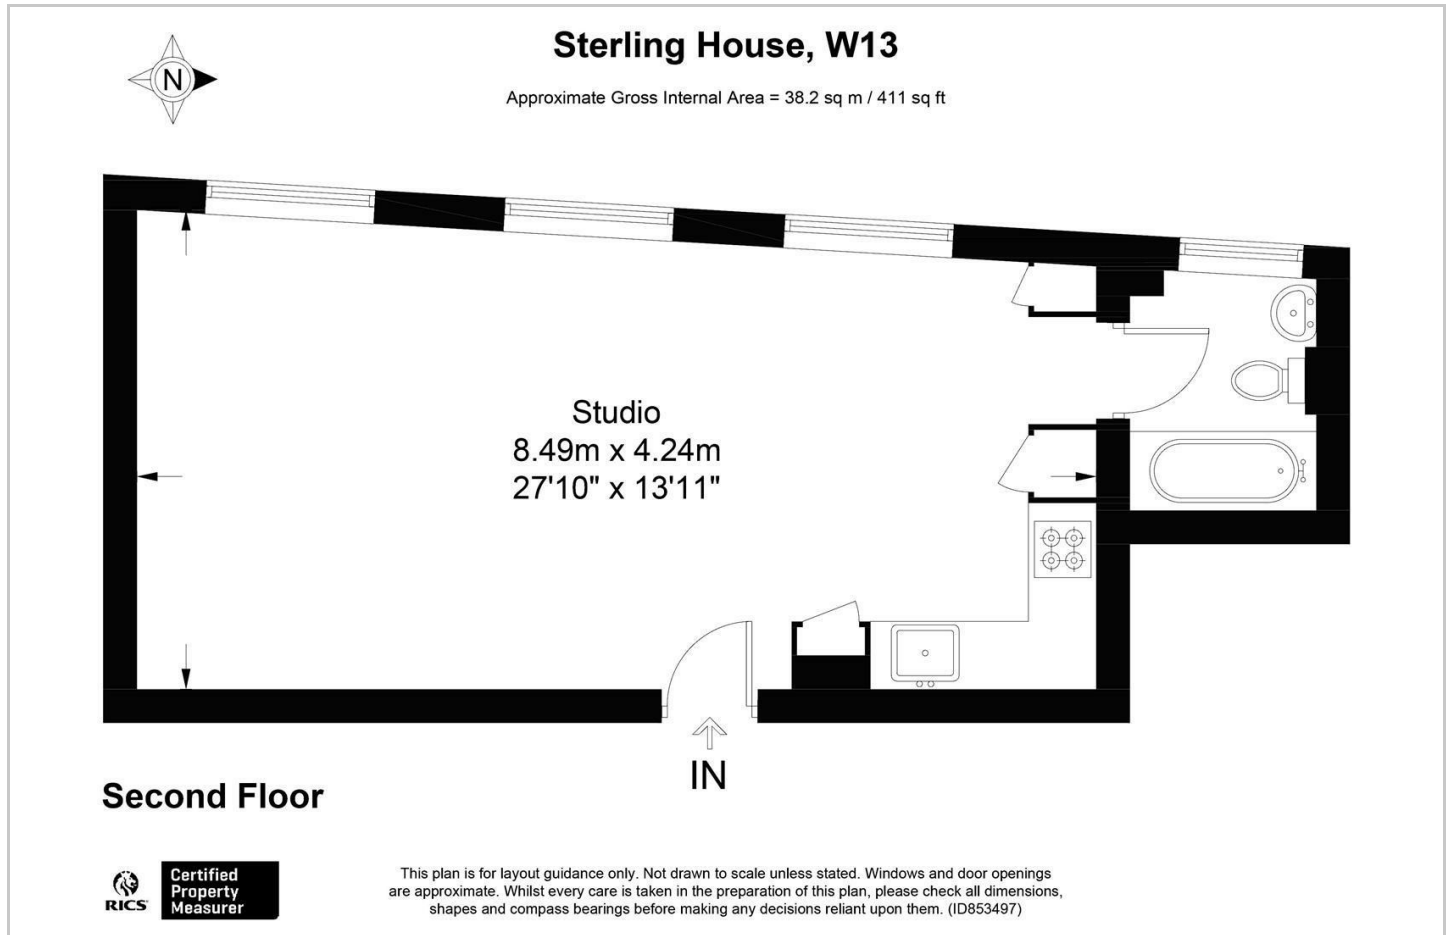 Sterling House, W13
Approximate Gross Internal Area = 38.2 sq m / 411 sq ft
N
Studio
8.49m x 4.24m
27'10" x 13'11"
IN
Second Floor
RICS
Certified
Property
Measurer
This plan is for layout guidance only. Not drawn to scale unless stated. Windows and door openings
are approximate. Whilst every care is taken in the preparation of this plan, please check all dimensions,
shapes and compass bearings before making any decisions reliant upon them. (ID853497)